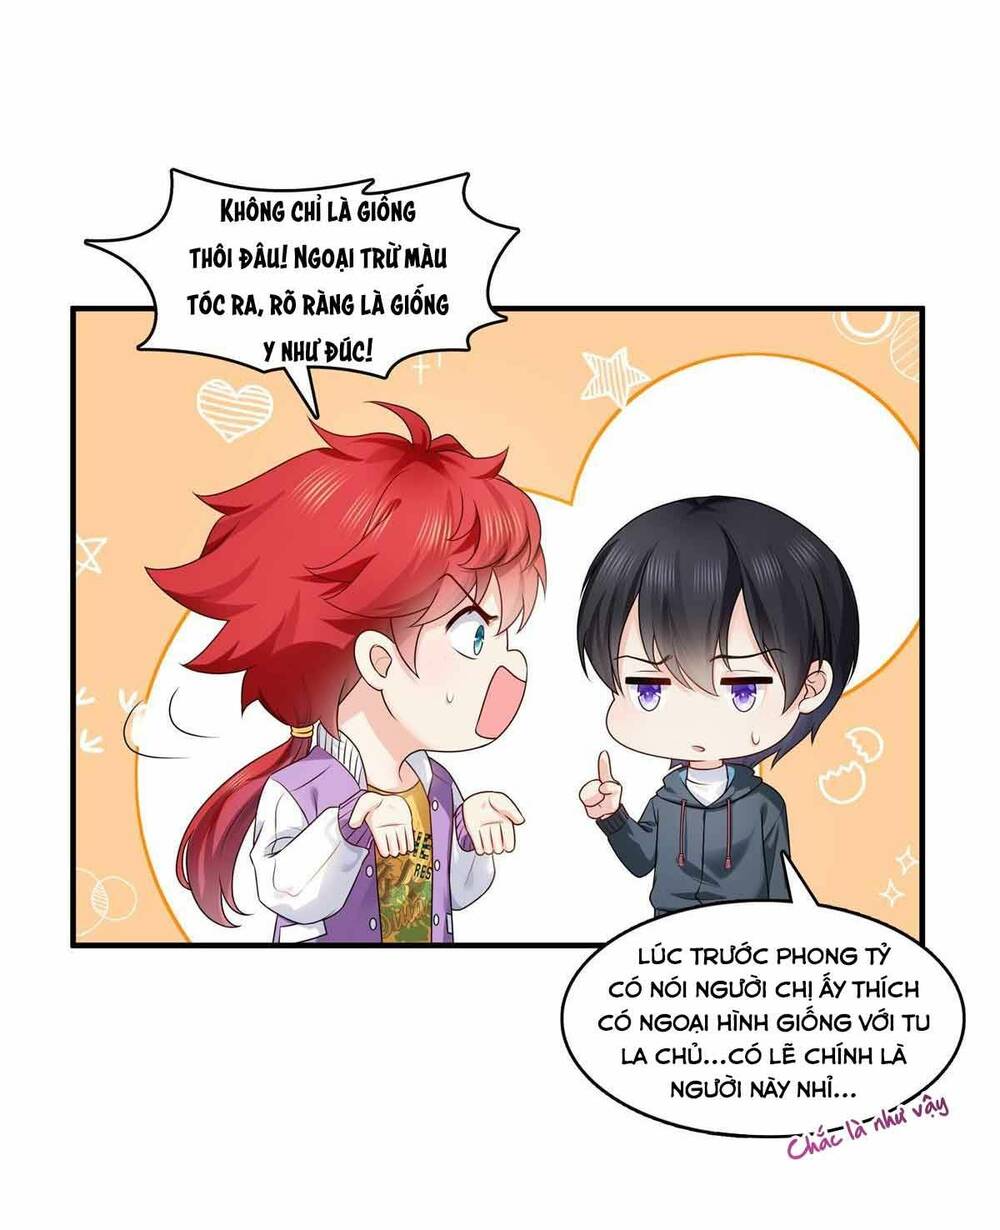 KHÔNG CHỈ LÀ GIỐNG
THÔI ĐÂU! NGOẠI TRỪ MÀU
TÓC RA, RÕ RÀNG LÀ GIỐNG
Y NHƯ ĐÚC!
RES
LÚC TRƯỚC PHONG TỶ
CÓ NÓI NGƯỜI CHỊ ẤY THÍCH
CÓ NGOẠI HÌNH GIỐNG VỚI TU
LA CHỦ...CÓ LẼ CHÍNH LÀ
NGƯỜI NÀY NHỈ...
Chắc là như vậy